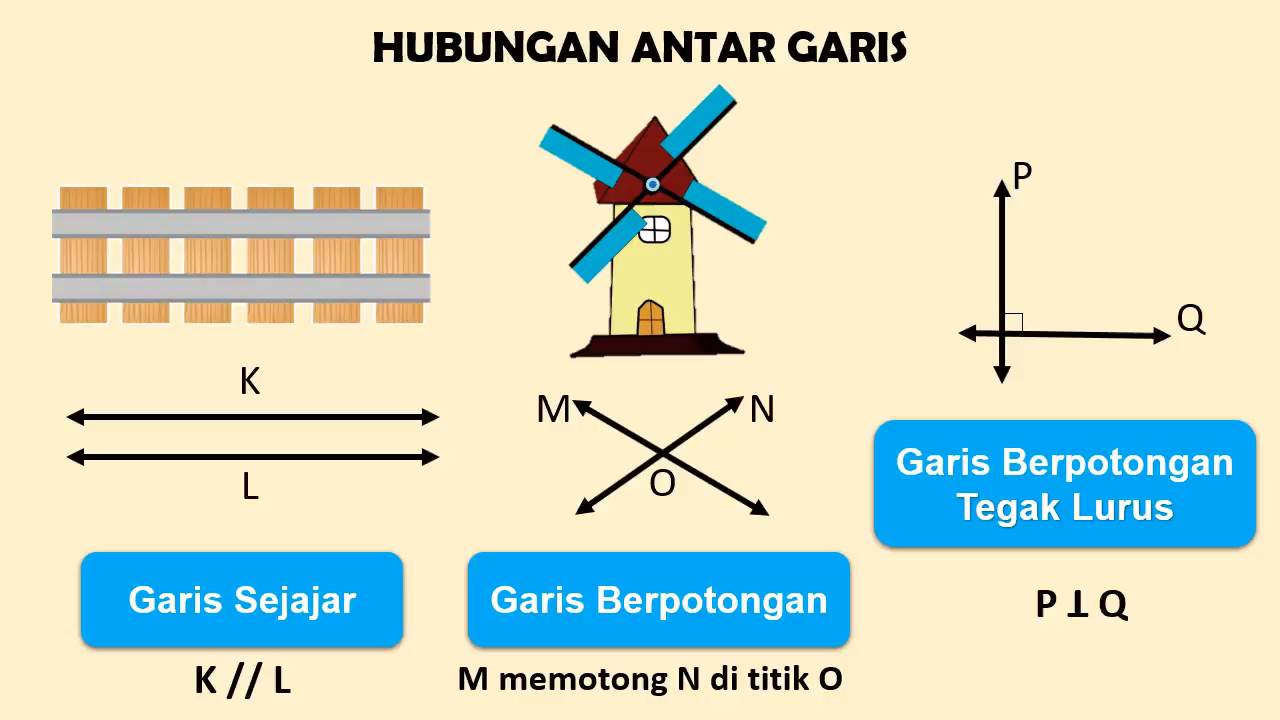 HUBUNGAN ANTAR GARIS
K
L
Garis Sejajar
K // L
M
N
O
Garis Berpotongan
M memotong N di titik O
P
Q
Garis Berpotongan
Tegak Lurus
P ⊥ Q